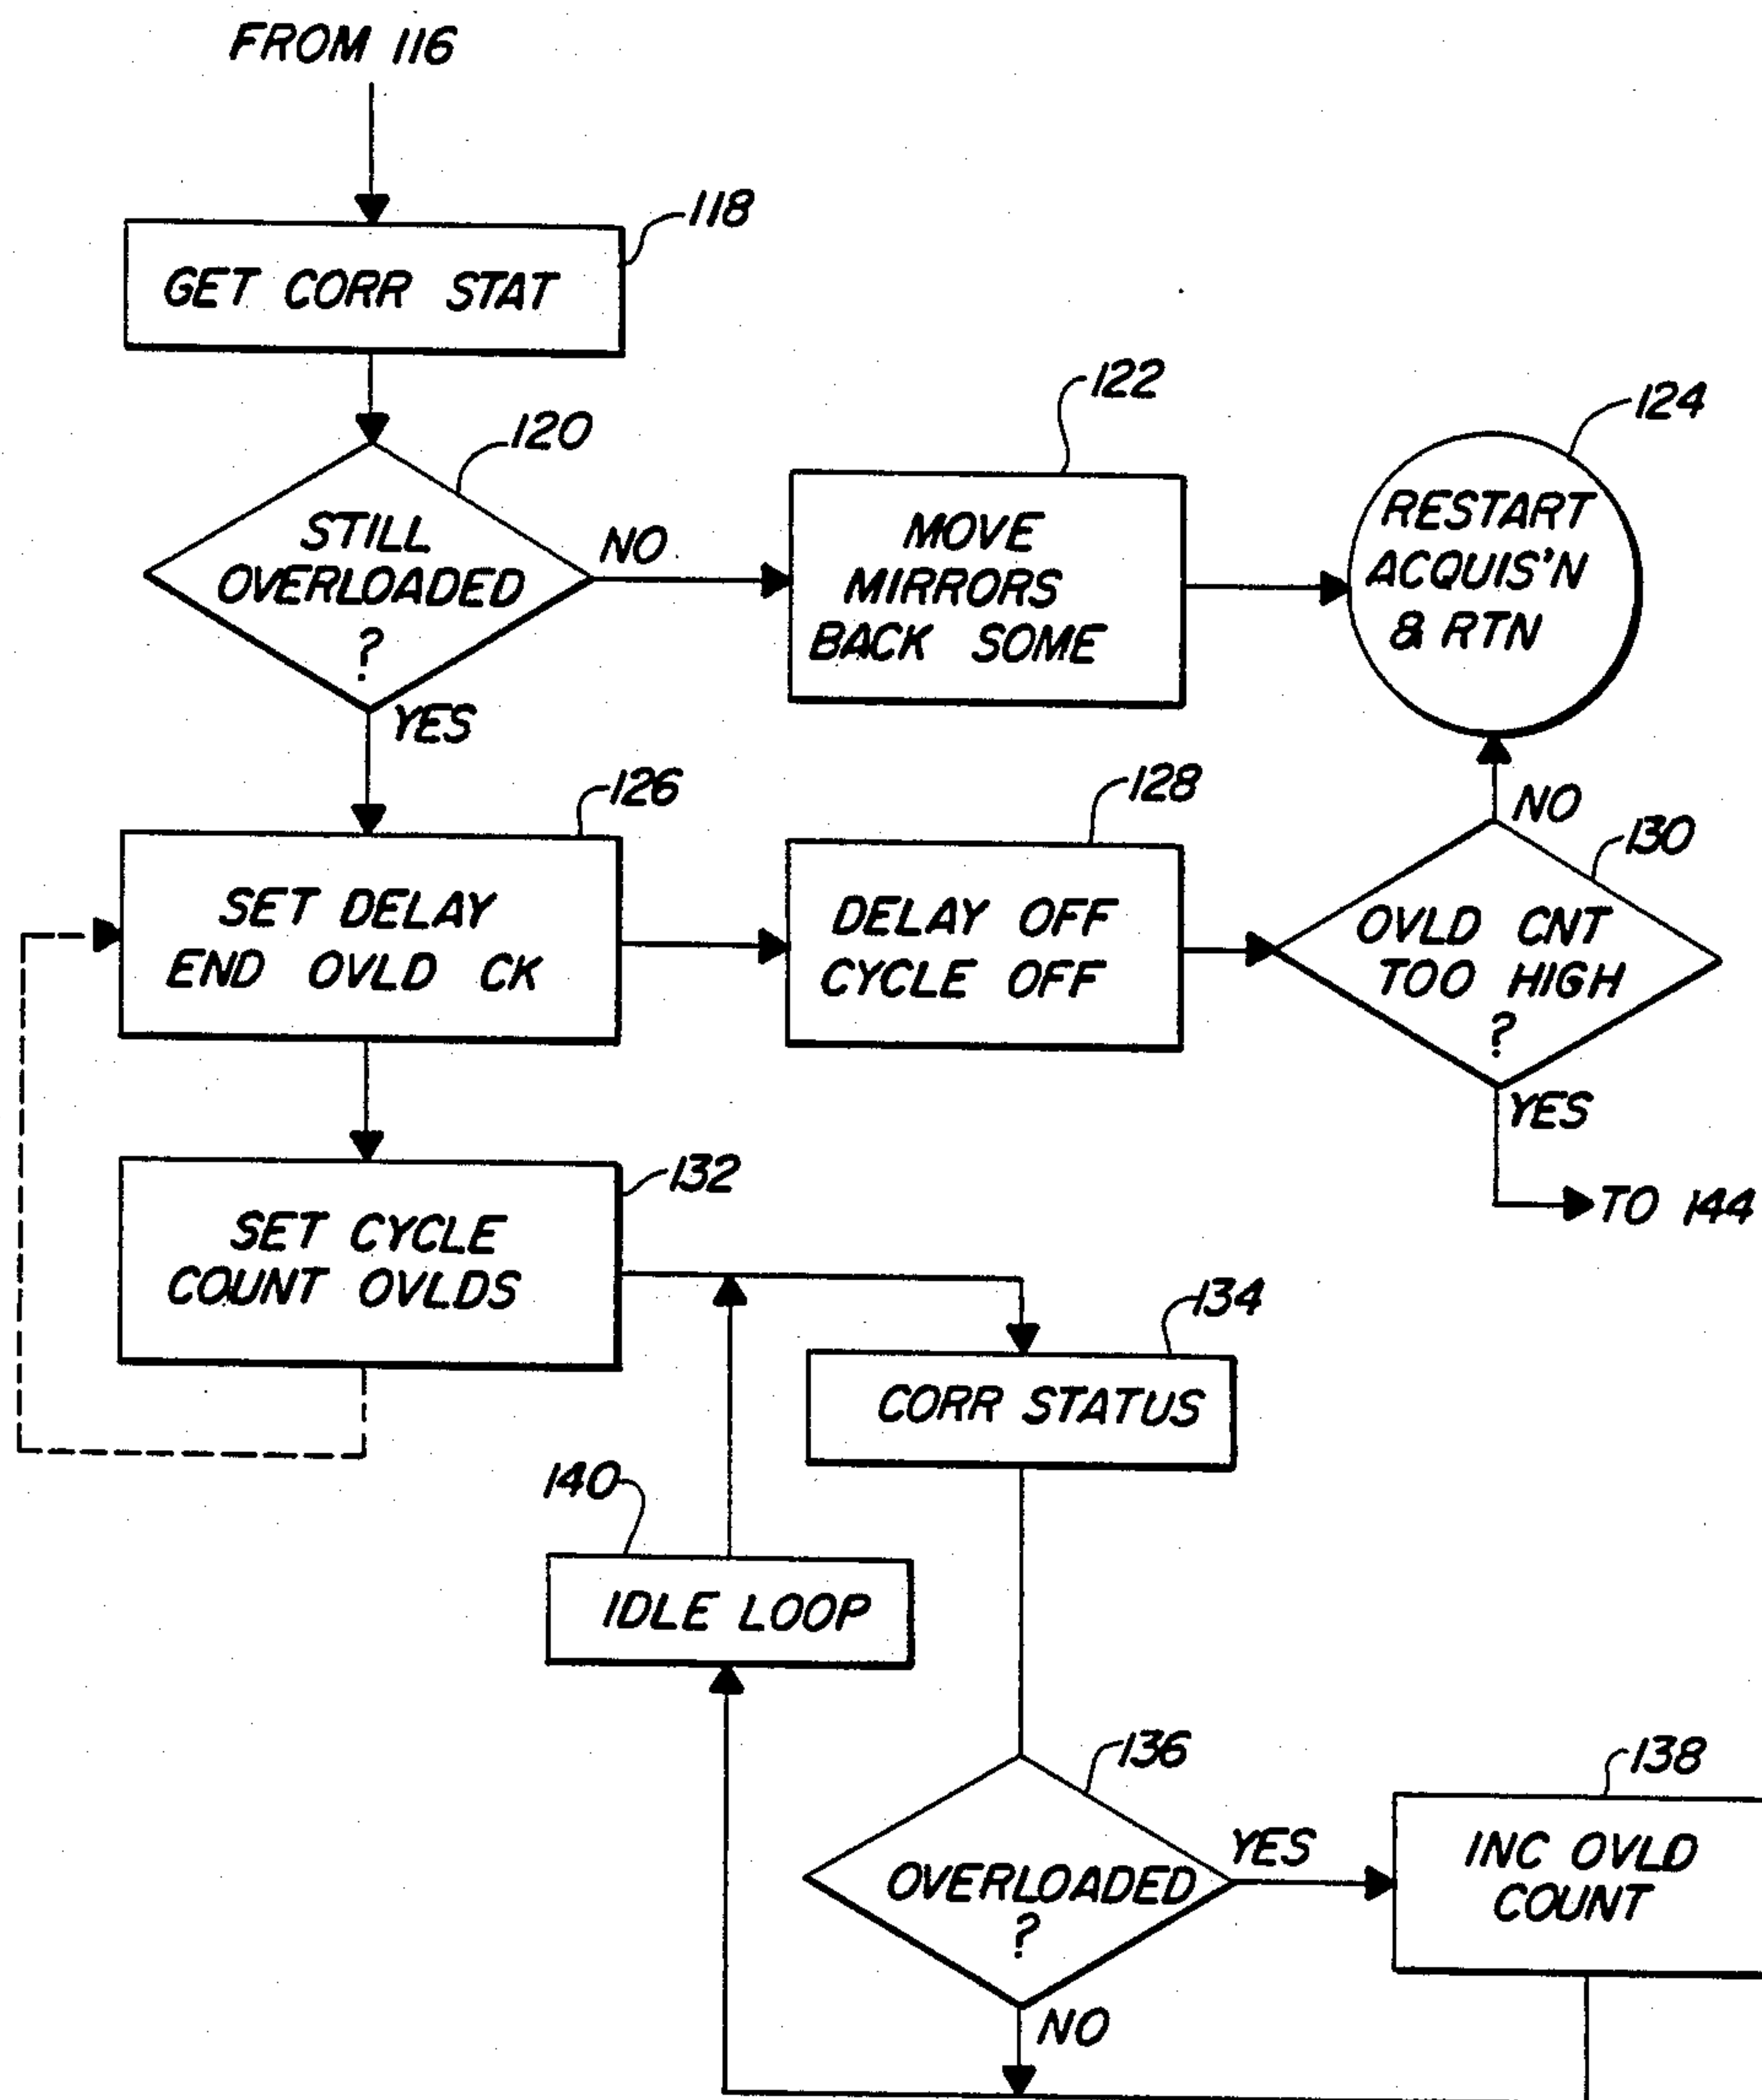 FROM 116
118
GET CORR STAT
120
STILL
OVERLOADED
?
NO
YES
122
MOVE
MIRRORS
BACK SOME
124
RESTART
ACQUIS'N
& RTN
126
SET DELAY
END OVLD CK
128
DELAY OFF
CYCLE OFF
NO
130
OVLD CNT
TOO HIGH
?
YES
TO 144
132
SET CYCLE
COUNT OVLDS
134
CORR STATUS
140
IDLE LOOP
136
OVERLOADED
?
YES
NO
138
INC OVLD
COUNT